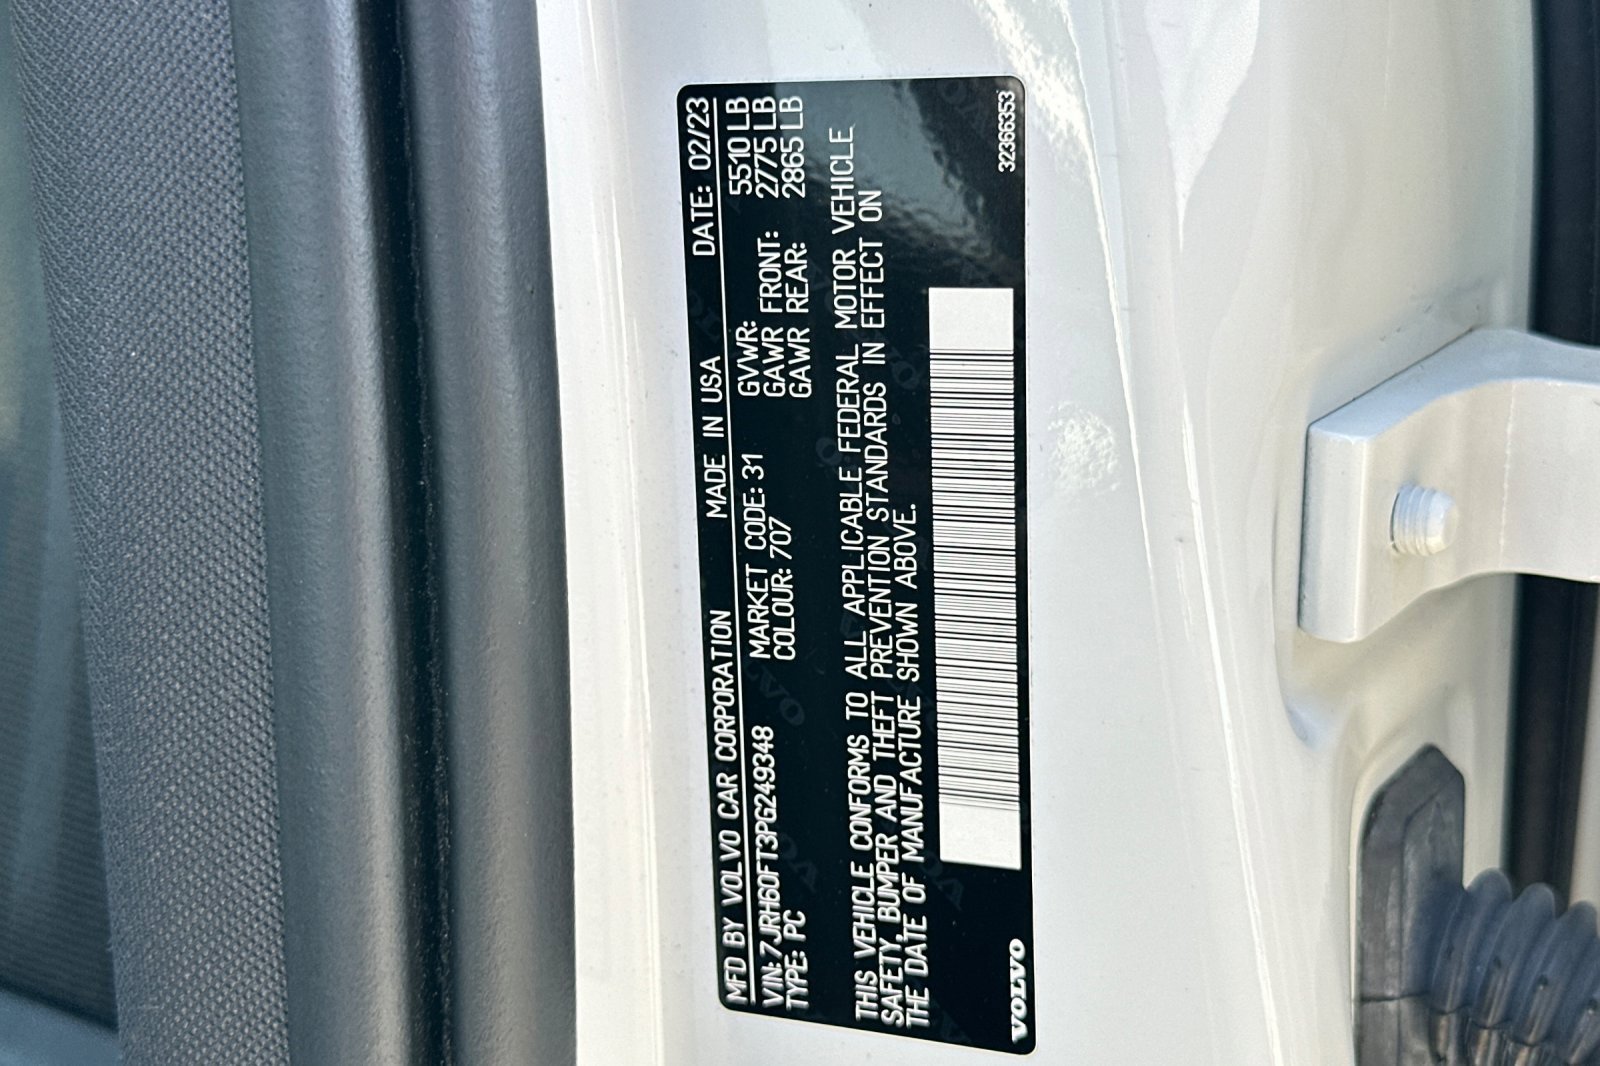 MFD BY VOLVO CAR CORPORATION MADE IN USA DATE: 02/23
VIN: 7JRH60FT3PG249348 MARKET CODE: 31 GVWR: 5510 LB
TYPE: PC COLOUR: 707 GAWR FRONT: 2775 LB
GAWR REAR: 2865 LB
THIS VEHICLE CONFORMS TO ALL APPLICABLE FEDERAL MOTOR VEHICLE
SAFETY, BUMPER AND THEFT PREVENTION STANDARDS IN EFFECT ON
THE DATE OF MANUFACTURE SHOWN ABOVE.
VOLVO 32366353